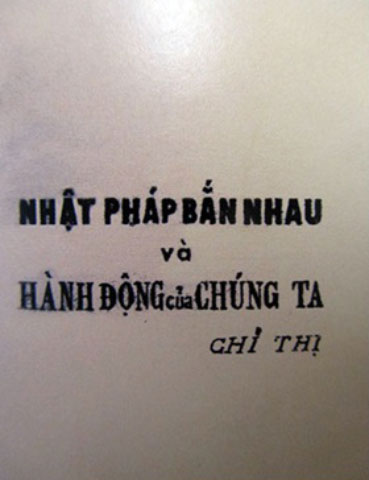 NHẬT PHÁP BẮN NHAU
và
HÀNH ĐỘNG của CHÚNG TA
CHỈ THỊ